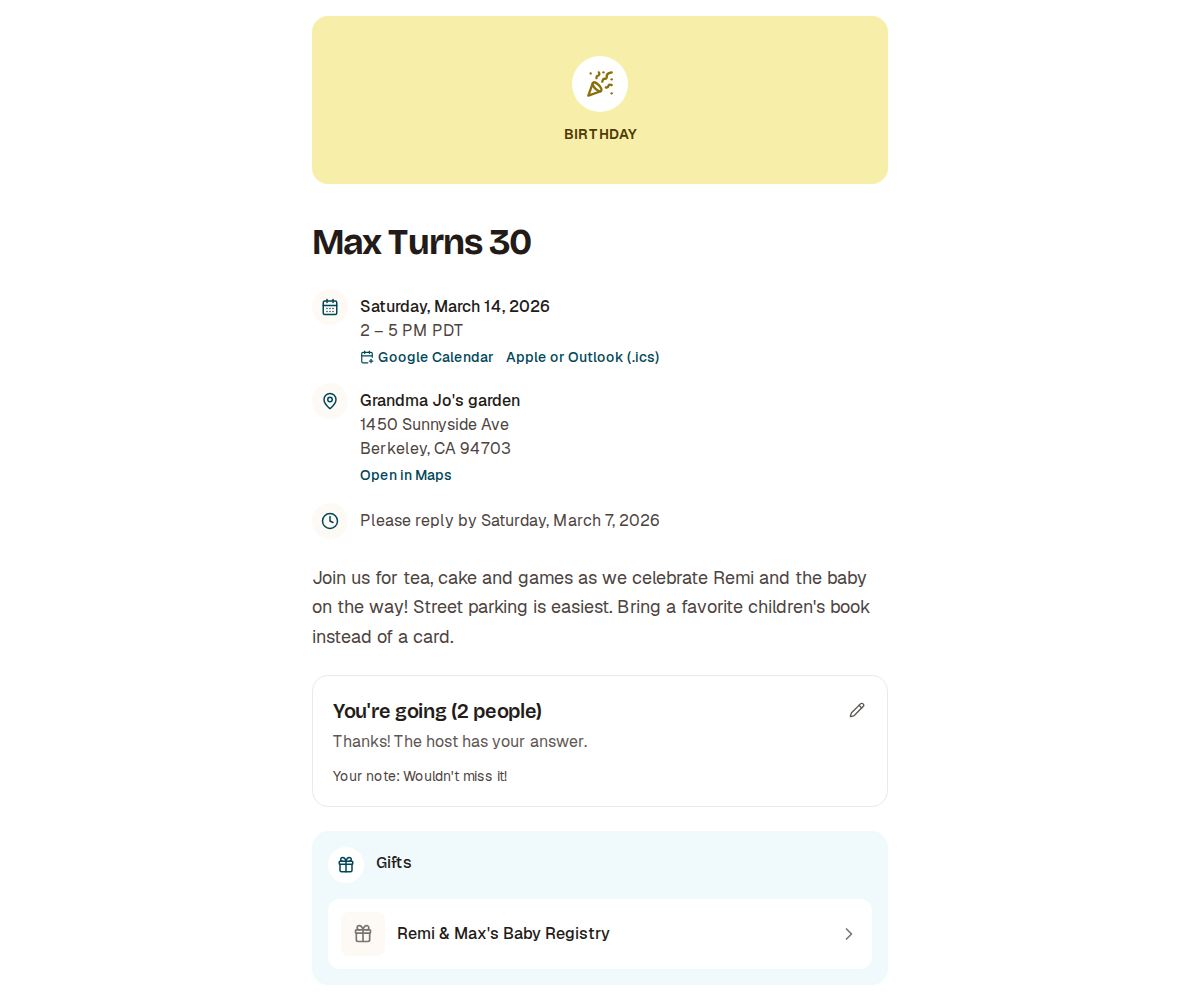 BIRTHDAY
Max Turns 30
Saturday, March 14, 2026
2 – 5 PM PDT
Google Calendar Apple or Outlook (.ics)
Grandma Jo's garden
1450 Sunnyside Ave
Berkeley, CA 94703
Open in Maps
Please reply by Saturday, March 7, 2026
Join us for tea, cake and games as we celebrate Remi and the baby
on the way! Street parking is easiest. Bring a favorite children's book
instead of a card.
You're going (2 people)
Thanks! The host has your answer.
Your note: Wouldn't miss it!
Gifts
Remi & Max's Baby Registry